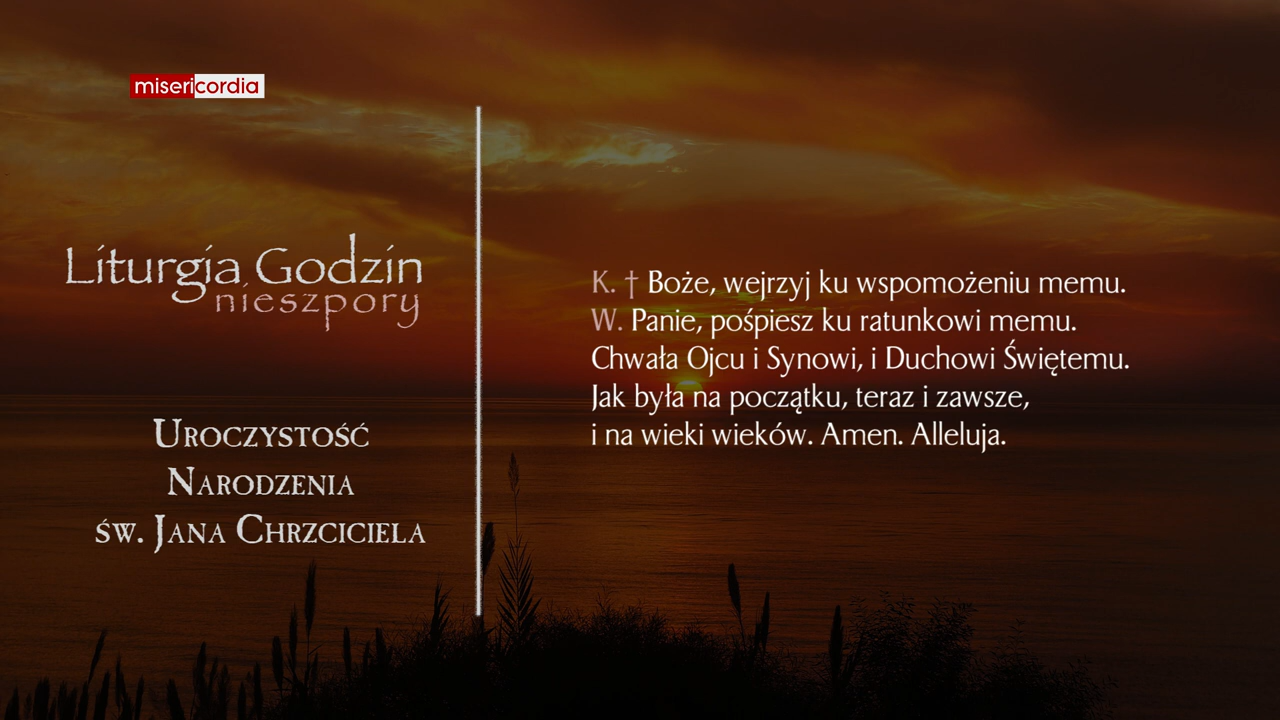 misericordia
Liturgia Godzin
nieszpory
Uroczystość
Narodzenia
św. Jana Chrzciciela
K. † Boże, wejrzyj ku wspomożeniu memu.
W. Panie, pośpiesz ku ratunkowi memu.
Chwała Ojcu i Synowi, i Duchowi Świętemu.
Jak była na początku, teraz i zawsze,
i na wieki wieków. Amen. Alleluja.